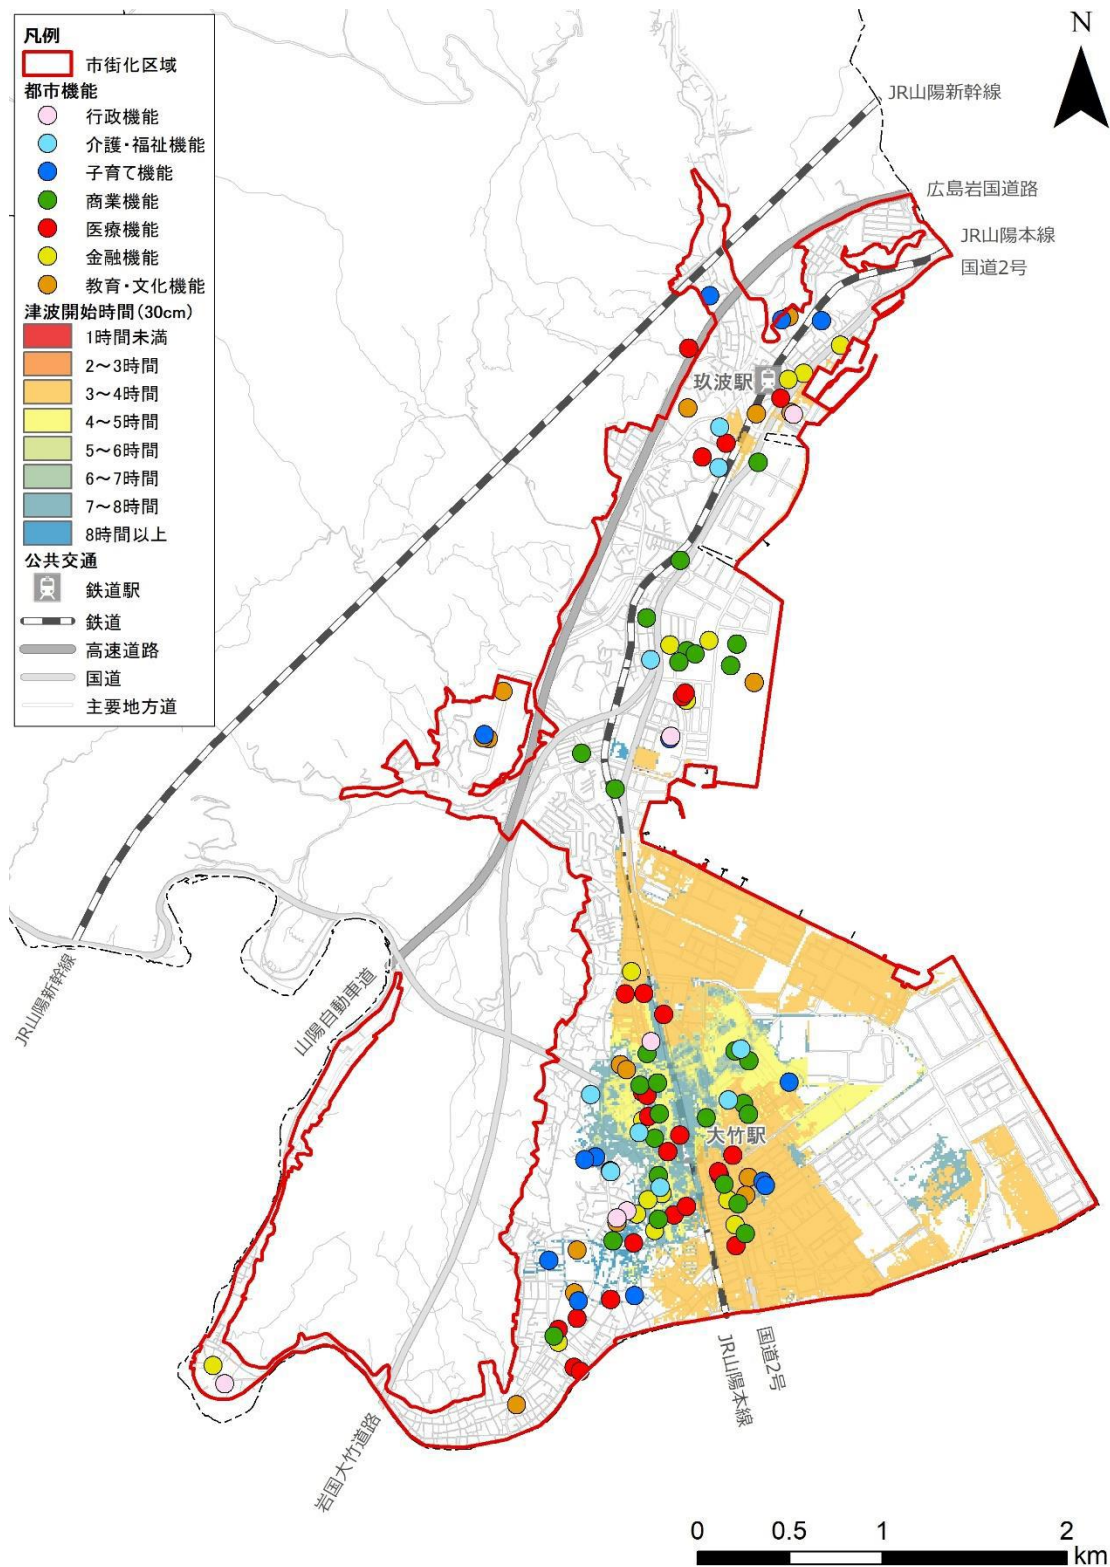 凡例
市街化区域
都市機能
行政機能
介護・福祉機能
子育て機能
商業機能
医療機能
金融機能
教育・文化機能
津波開始時間(30cm)
1時間未満
2～3時間
3～4時間
4～5時間
5～6時間
6～7時間
7～8時間
8時間以上
公共交通
鉄道駅
鉄道
高速道路
国道
主要地方道
N
JR山陽新幹線
広島岩国道路
JR山陽本線
国道2号
玖波駅
JR山陽新幹線
山陽自動車道
大竹駅
岩国大竹道路
JR山陽本線
国道2号
0 0.5 1 2
km